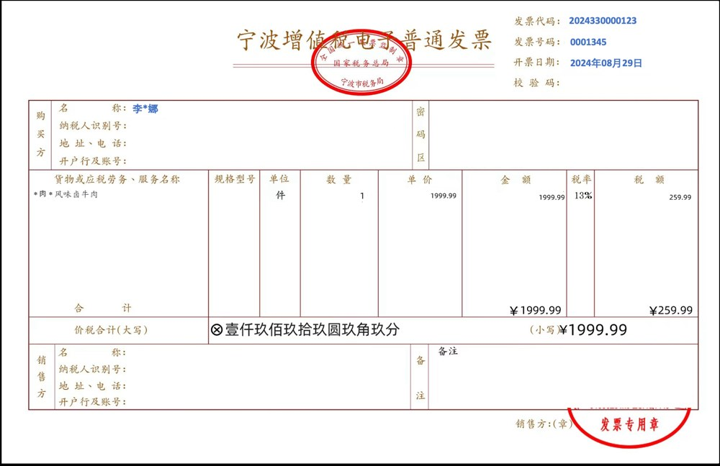 宁波增值税电子普通发票
国家税务总局
宁波市税务局
发票代码: 2024330000123
发票号码: 0001345
开票日期: 2024年08月29日
校 验 码:
购买方
名 称: 李*娜
纳税人识别号:
地 址、电 话:
开户行及账号:
密码区
货物或应税劳务、服务名称 规格型号 单位 数 量 单 价 金 额 税率 税 额
*肉*风味卤牛肉 件 1 1999.99 1999.99 13% 259.99
合 计 ¥1999.99 ¥259.99
价税合计(大写) ⊗壹仟玖佰玖拾玖圆玖角玖分 (小写)¥1999.99
销售方
名 称:
纳税人识别号:
地 址、电 话:
开户行及账号:
备注
备注
销售方:(章)
发票专用章